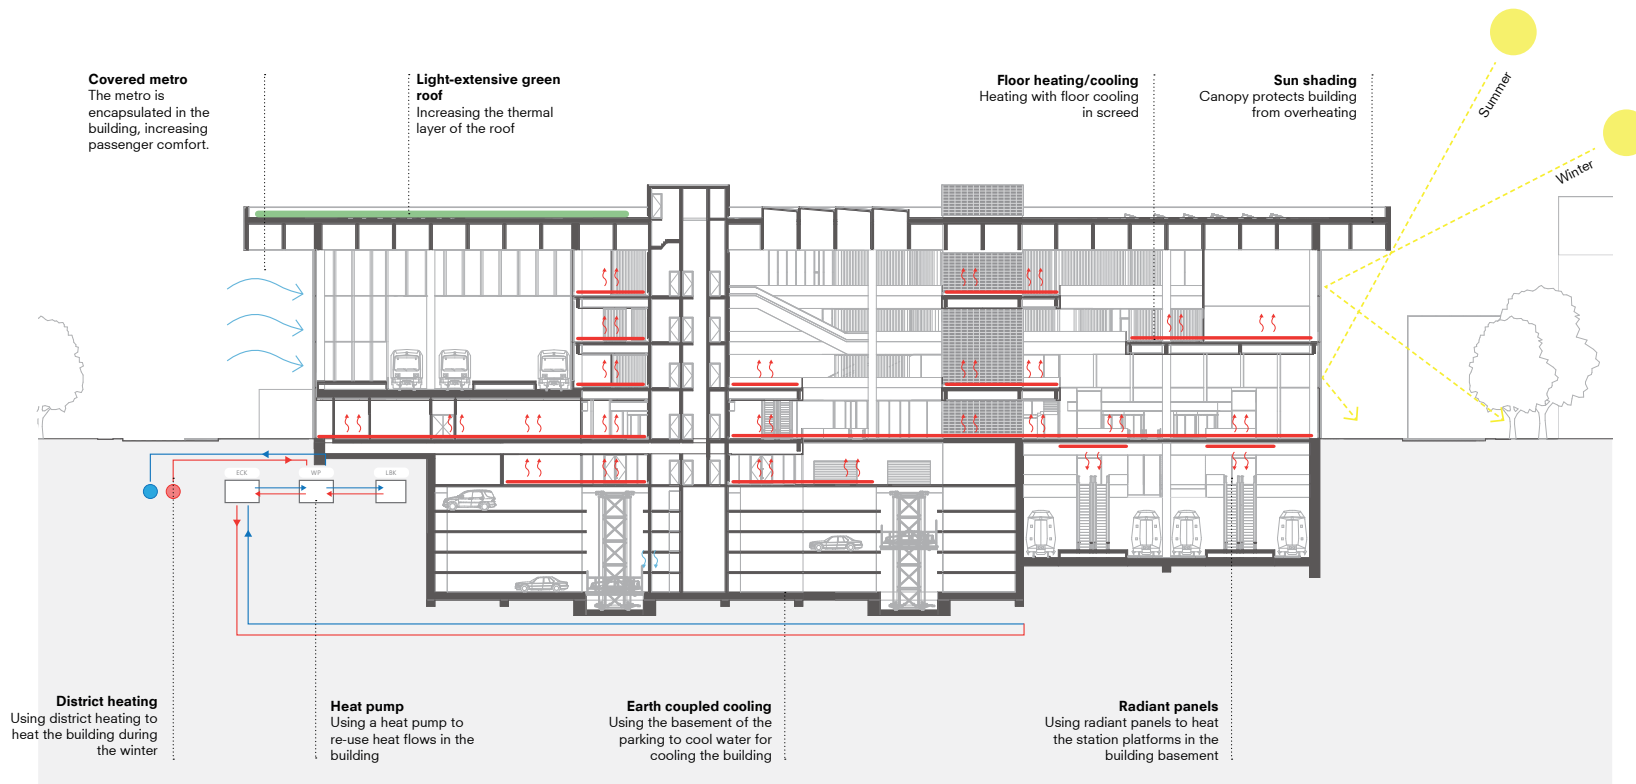 Covered metro
The metro is
encapsulated in the
building, increasing
passenger comfort.
Light-extensive green
roof
Increasing the thermal
layer of the roof
Floor heating/cooling
Heating with floor cooling
in screed
Sun shading
Canopy protects building
from overheating
Summer
Winter
ECK
WP
LBK
District heating
Using district heating to
heat the building during
the winter
Heat pump
Using a heat pump to
re-use heat flows in the
building
Earth coupled cooling
Using the basement of the
parking to cool water for
cooling the building
Radiant panels
Using radiant panels to heat
the station platforms in the
building basement